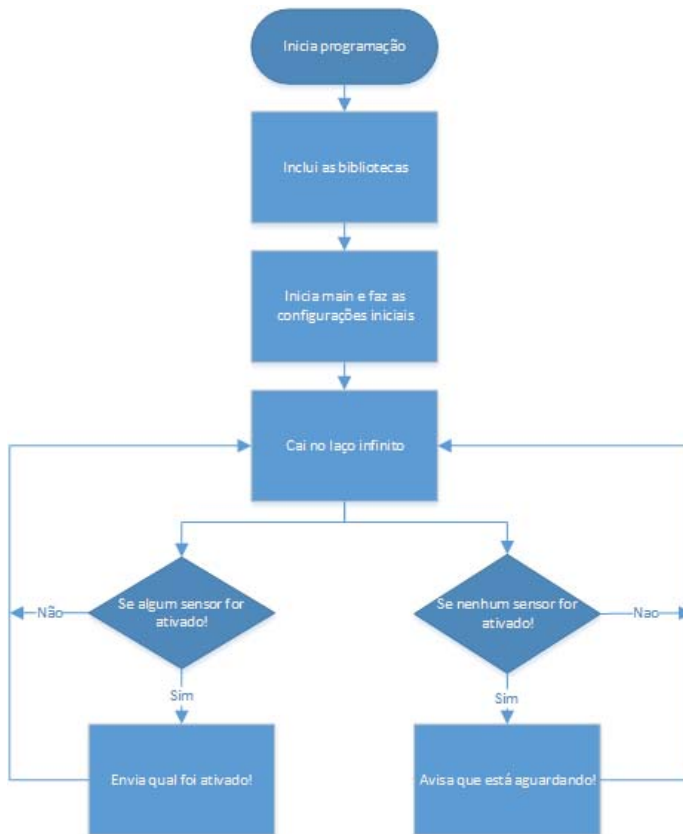 Inicia programação
Inclui as bibliotecas
Inicia main e faz as
configurações iniciais
Cai no laço infinito
Se algum sensor for
ativado!
Não
Se nenhum sensor for
ativado!
Nao
Sim
Sim
Envia qual foi ativado!
Avisa que está aguardando!